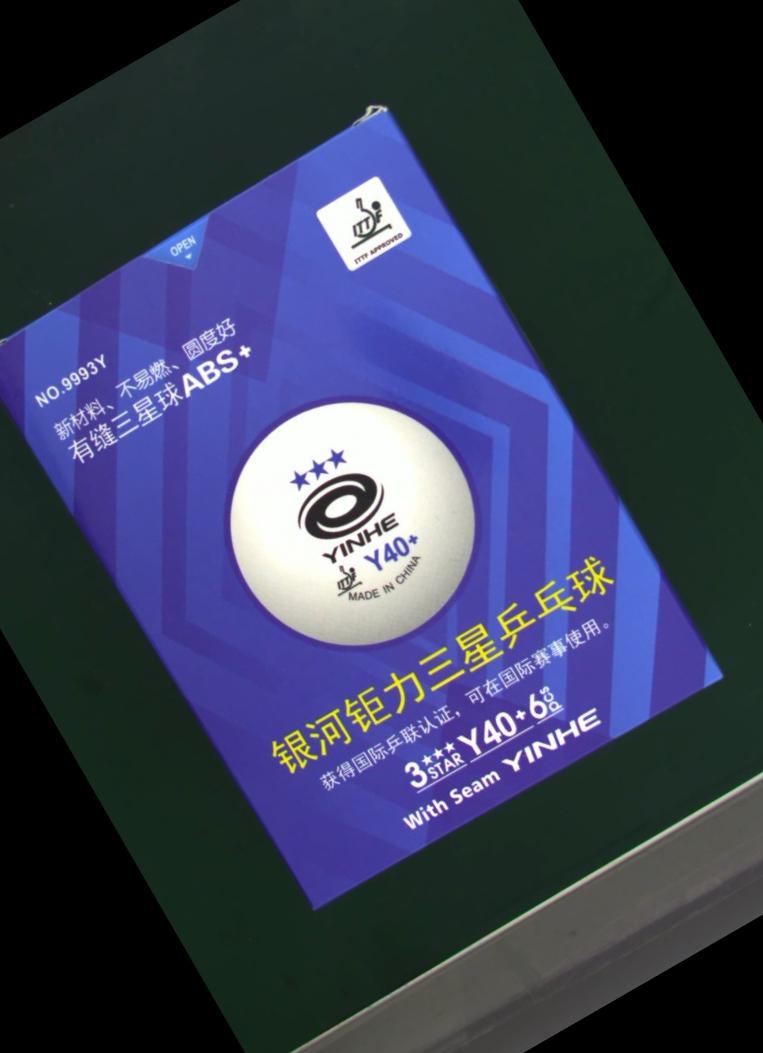 ITTF
ITTF APPROVED
OPEN
NO.9993Y
新材料、不易燃、圆度好
有缝三星球ABS+
YINHE
Y40+
MADE IN CHINA
银河钜力三星乒乓球
获得国际乒联认证，可在国际赛事使用。
3 STAR Y40+ 6PCS
With Seam YINHE